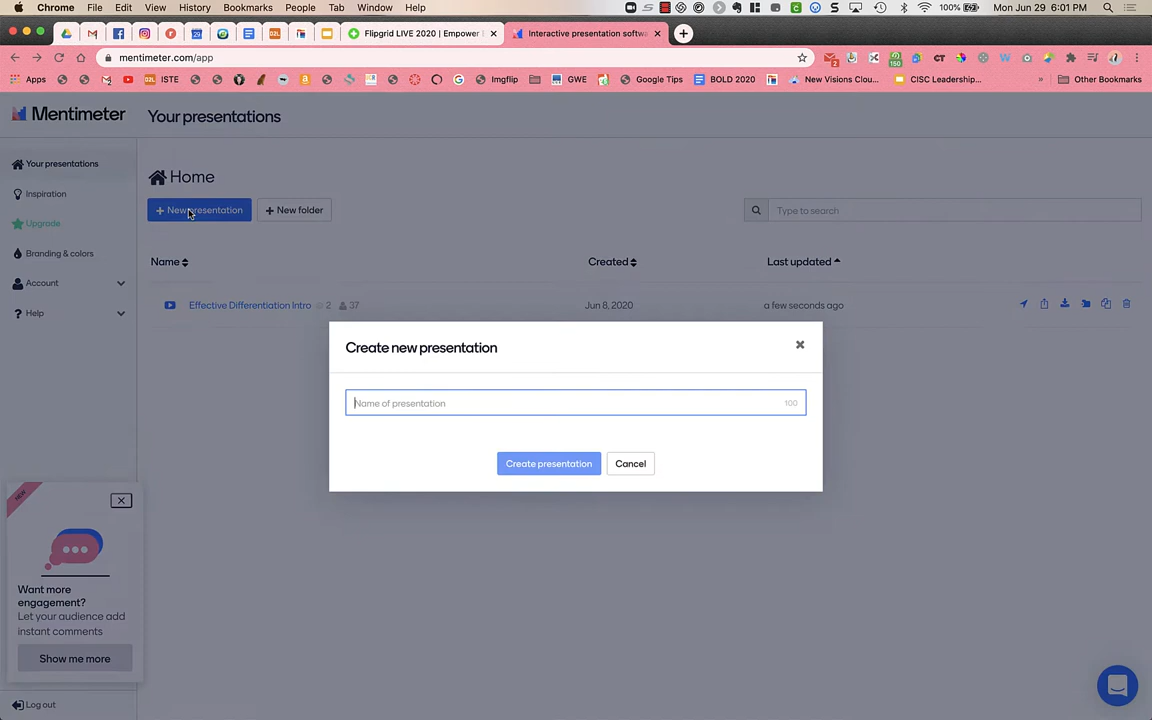 Chrome File Edit View History Bookmarks People Tab Window Help 100% Mon Jun 29 6:01 PM
Flipgrid LIVE 2020 | Empower Interactive presentation softwa
mentimeter.com/app
Apps ISTE Imgflip GWE Google Tips BOLD 2020 New Visions Clou... CISC Leadership... » Other Bookmarks
Mentimeter Your presentations
Your presentations
Home
Inspiration
+ New presentation + New folder Type to search
Upgrade
Branding & colors
Name Created Last updated
Account
Effective Differentiation Intro 2 37 Jun 8, 2020 a few seconds ago
Help
Create new presentation
Name of presentation 100
Create presentation Cancel
NEW
Want more
engagement?
Let your audience add
instant comments
Show me more
Log out